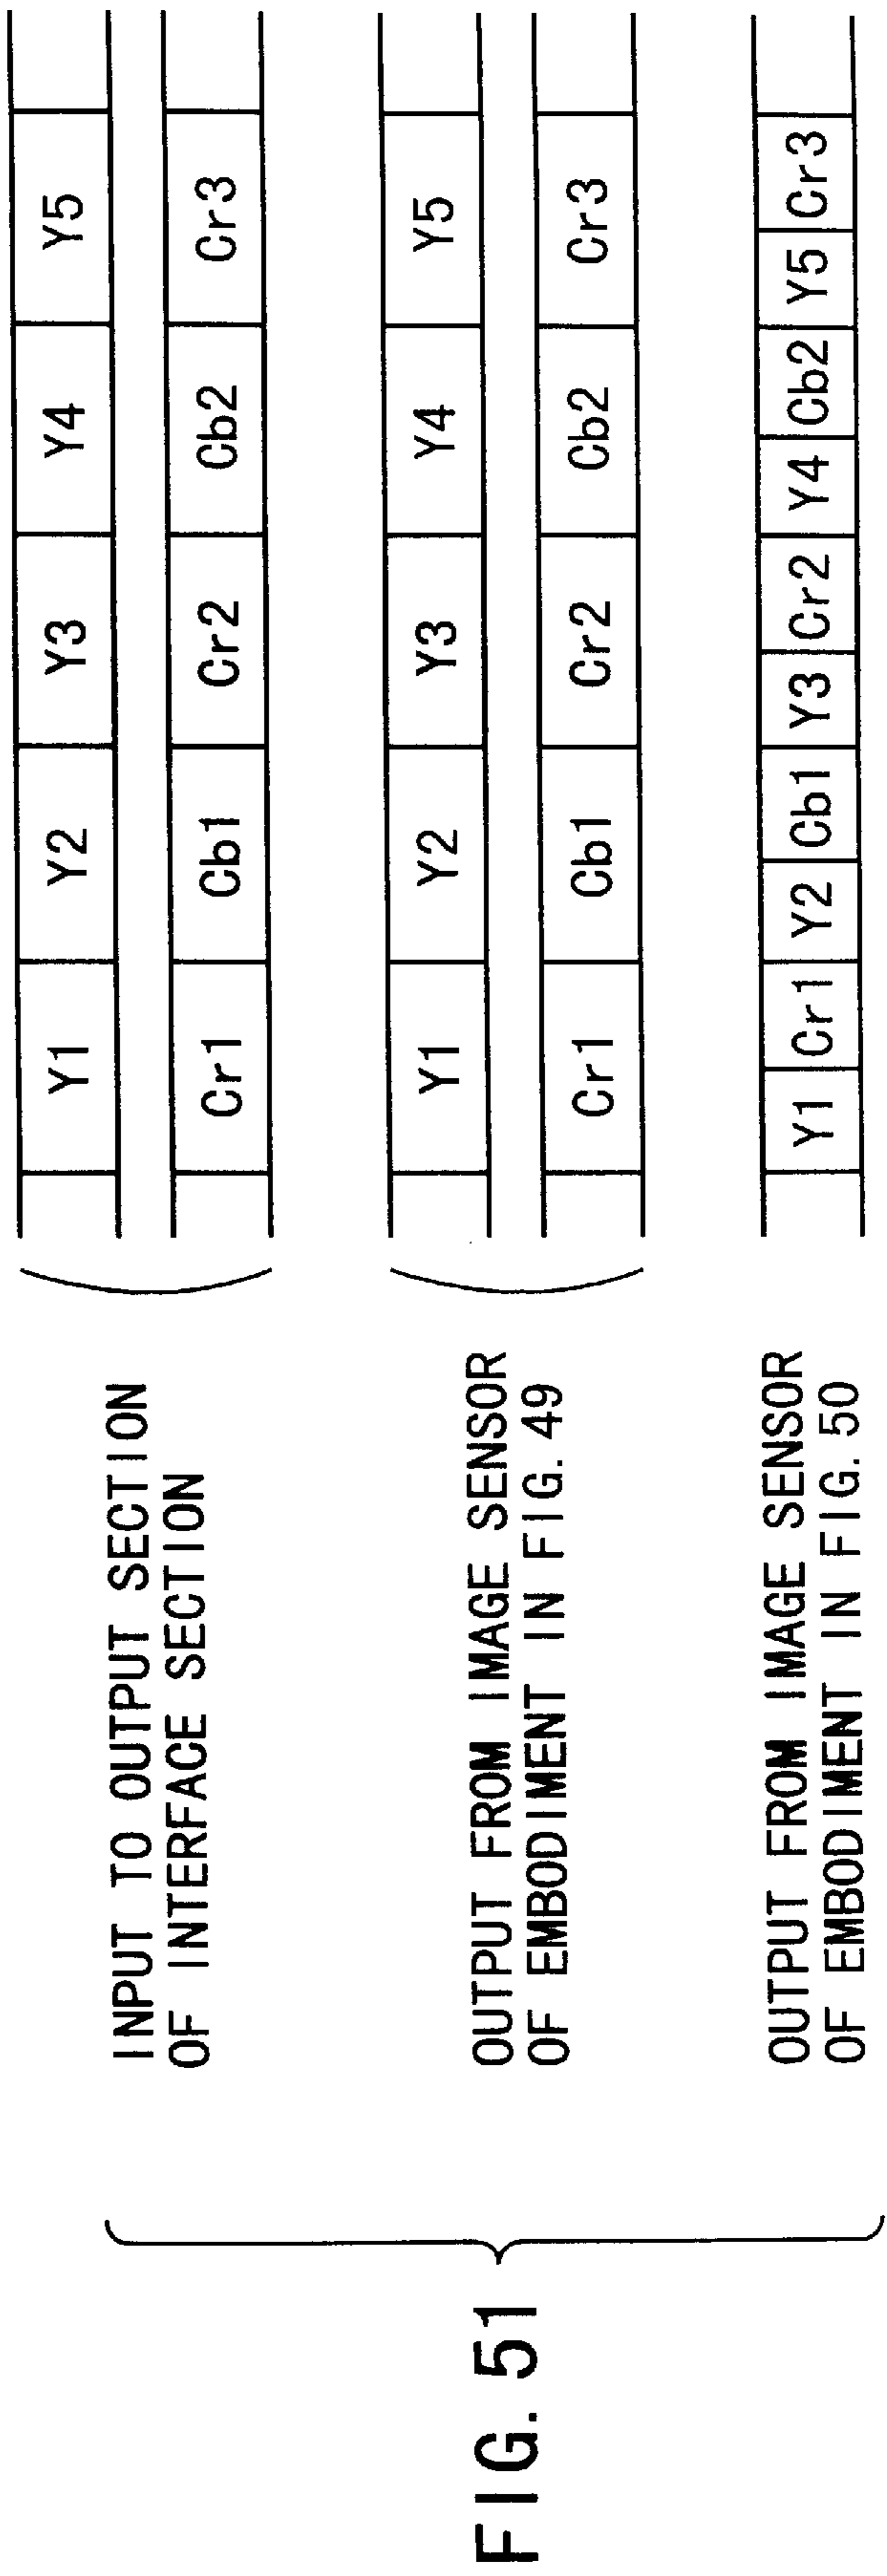 FIG. 51
INPUT TO OUTPUT SECTION
OF INTERFACE SECTION
Y1 Y2 Y3 Y4 Y5
Cr1 Cb1 Cr2 Cb2 Cr3
OUTPUT FROM IMAGE SENSOR
OF EMBODIMENT IN FIG. 49
Y1 Y2 Y3 Y4 Y5
Cr1 Cb1 Cr2 Cb2 Cr3
OUTPUT FROM IMAGE SENSOR
OF EMBODIMENT IN FIG. 50
Y1 Cr1 Y2 Cb1 Y3 Cr2 Y4 Cb2 Y5 Cr3